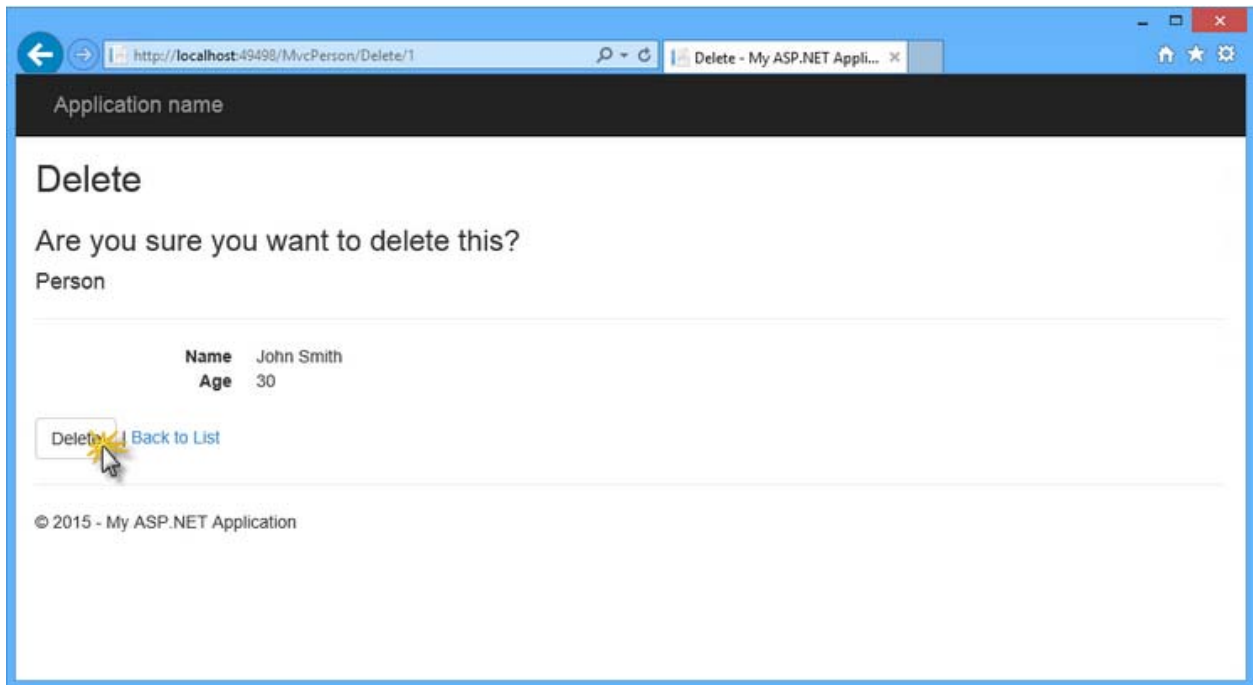 http://localhost:49498/MvcPerson/Delete/1
Delete - My ASP.NET Appli...
Application name
Delete
Are you sure you want to delete this?
Person
Name John Smith
Age 30
Delete | Back to List
© 2015 - My ASP.NET Application